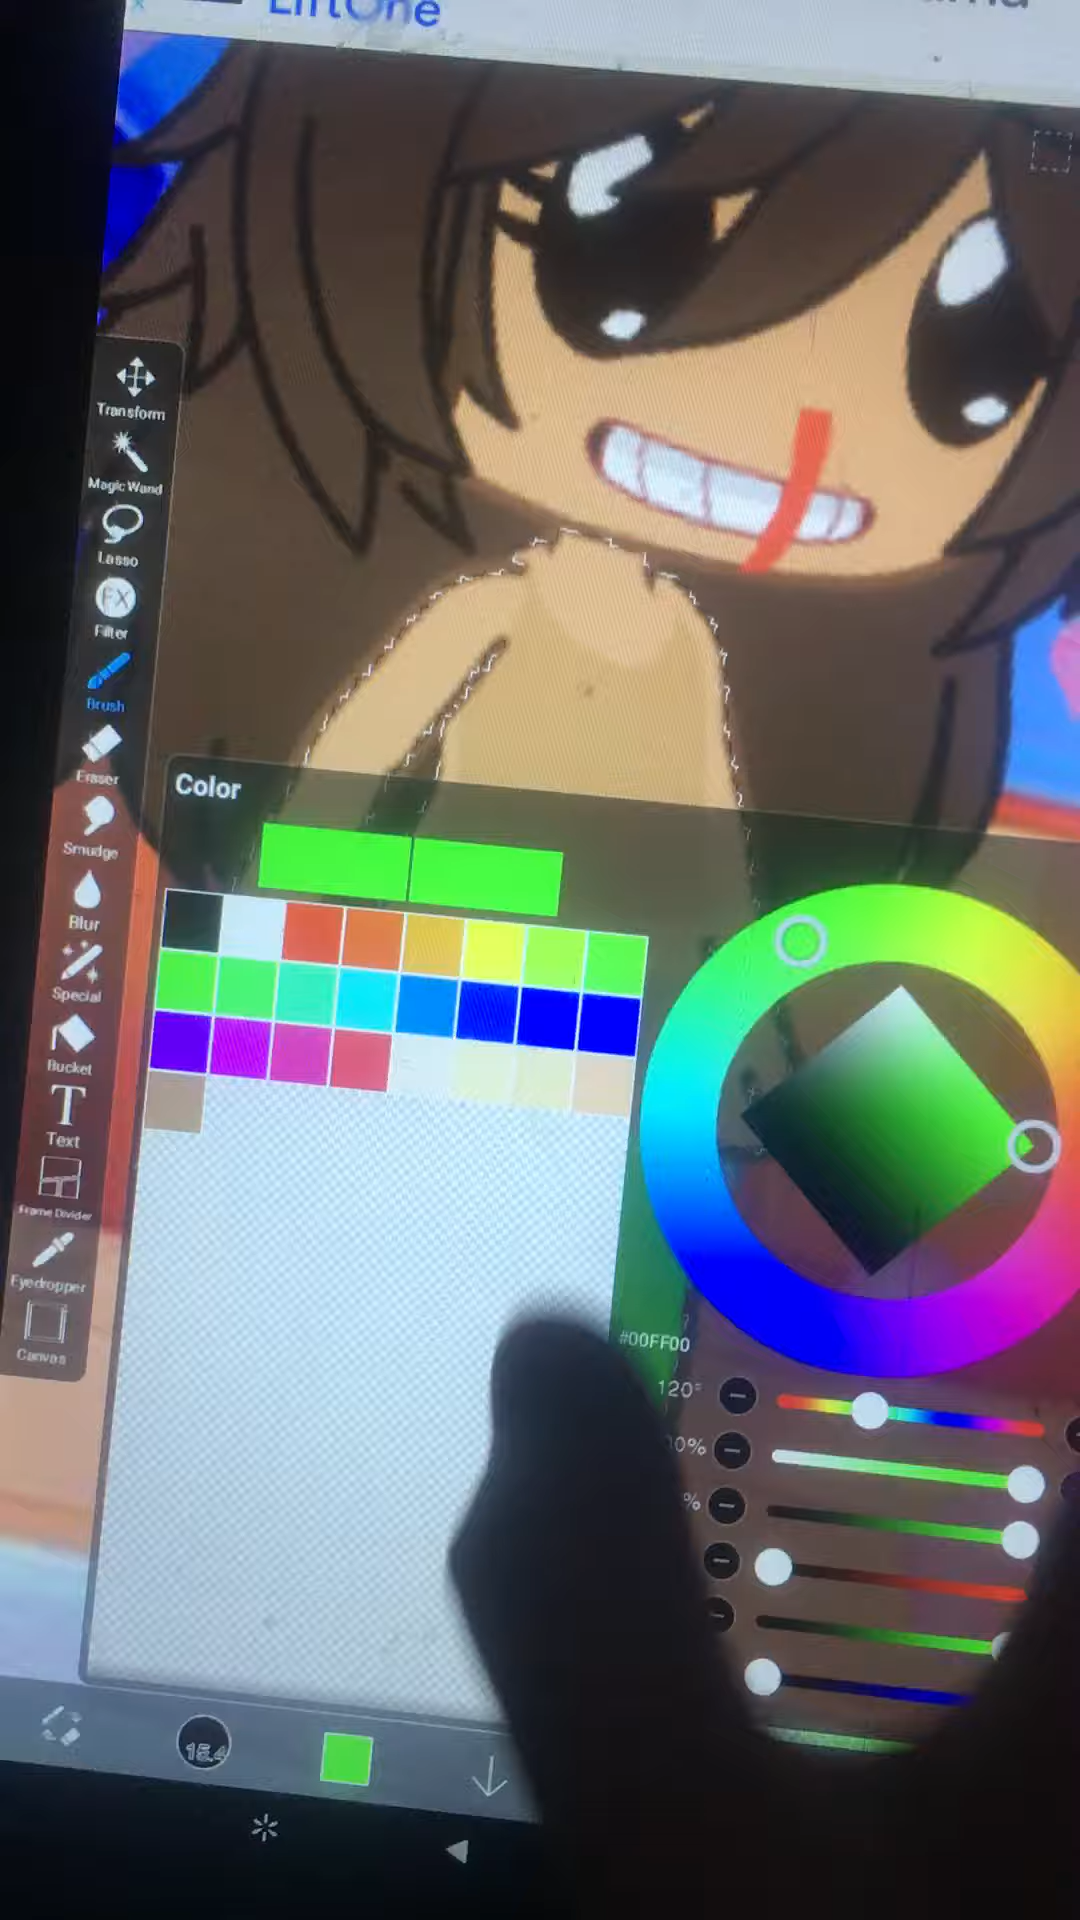 LiftOne
Transform
Magic Wand
Lasso
FX
Filter
Brush
Color
Eraser
Smudge
Blur
Special
Bucket
T
Text
Frame Divider
Eyedropper
#00FF00
Canvas
120°
%
15.4